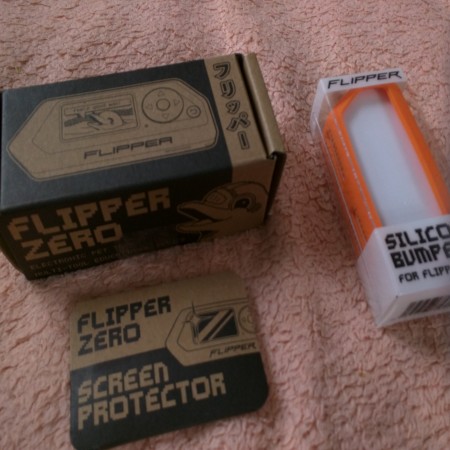 フリッパー
FLIPPER
FLIPPER
ZERO
FLIPPER
ZERO
FLIPPER
SCREEN
PROTECTOR
FLIPPER
SILICO
BUMPE
FOR FLIPP